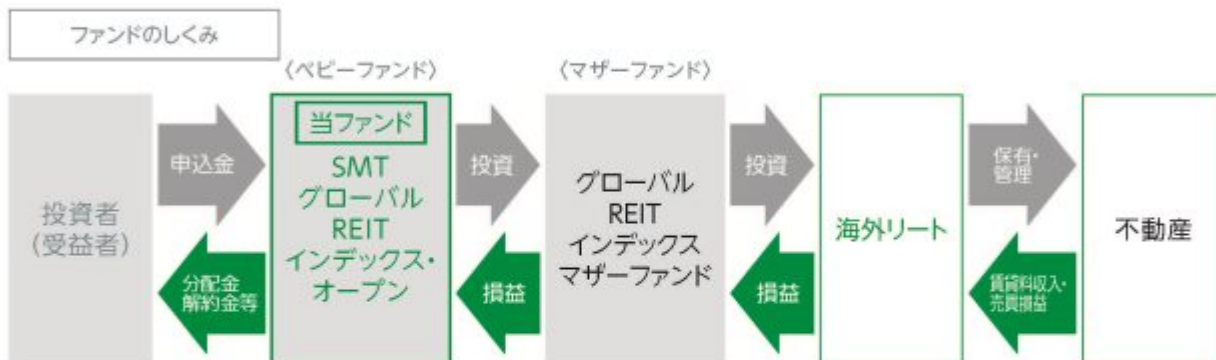 ファンドのしくみ
〈ベビーファンド〉
〈マザーファンド〉
投資者
(受益者)
申込金
分配金
解約金等
当ファンド
SMT
グローバル
REIT
インデックス・
オープン
投資
損益
グローバル
REIT
インデックス
マザーファンド
投資
損益
海外リート
保有・
管理
賃貸料収入・
売買損益
不動産